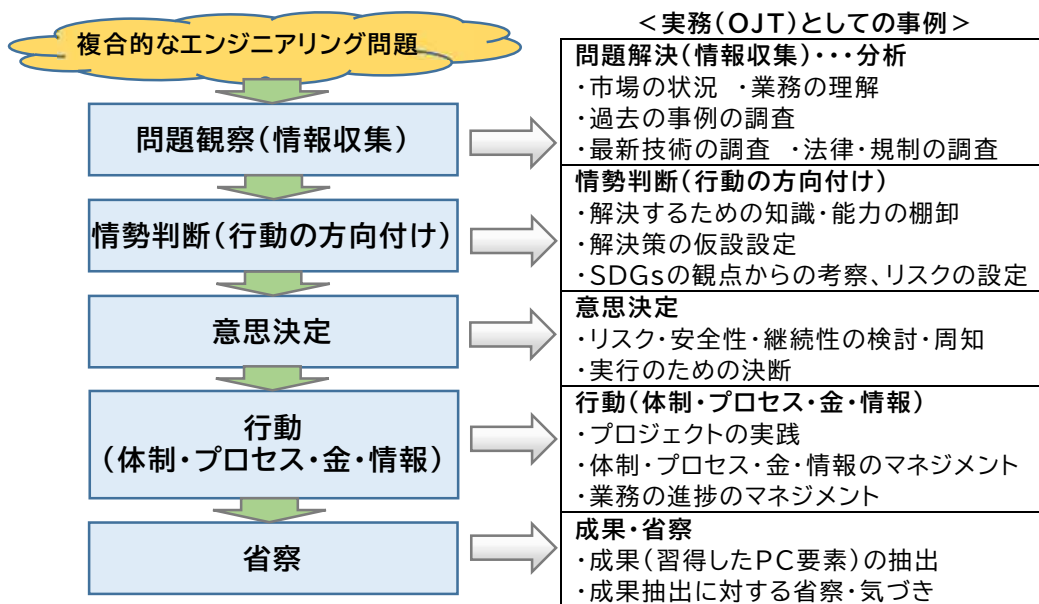 複合的なエンジニアリング問題
問題観察(情報収集)
情勢判断(行動の方向付け)
意思決定
行動
(体制・プロセス・金・情報)
省察
<実務(OJT)としての事例>
問題解決(情報収集)・・・分析
・市場の状況 ・業務の理解
・過去の事例の調査
・最新技術の調査 ・法律・規制の調査
情勢判断(行動の方向付け)
・解決するための知識・能力の棚卸
・解決策の仮設設定
・SDGsの観点からの考察、リスクの設定
意思決定
・リスク・安全性・継続性の検討・周知
・実行のための決断
行動(体制・プロセス・金・情報)
・プロジェクトの実践
・体制・プロセス・金・情報のマネジメント
・業務の進捗のマネジメント
成果・省察
・成果(習得したPC要素)の抽出
・成果抽出に対する省察・気づき